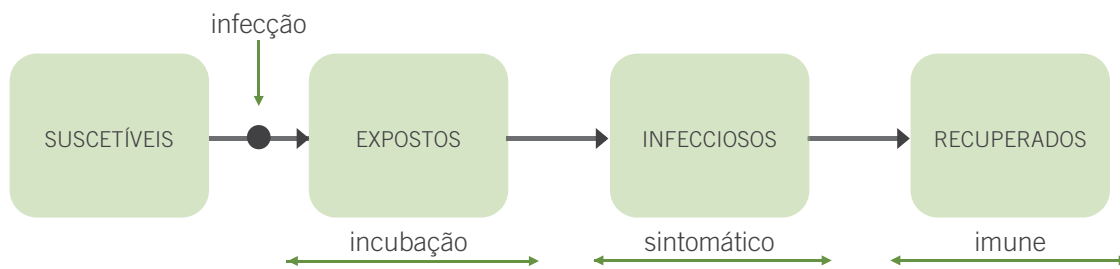 infecção
SUSCETÍVEIS
EXPOSTOS
INFECCIOSOS
RECUPERADOS
incubação
sintomático
imune